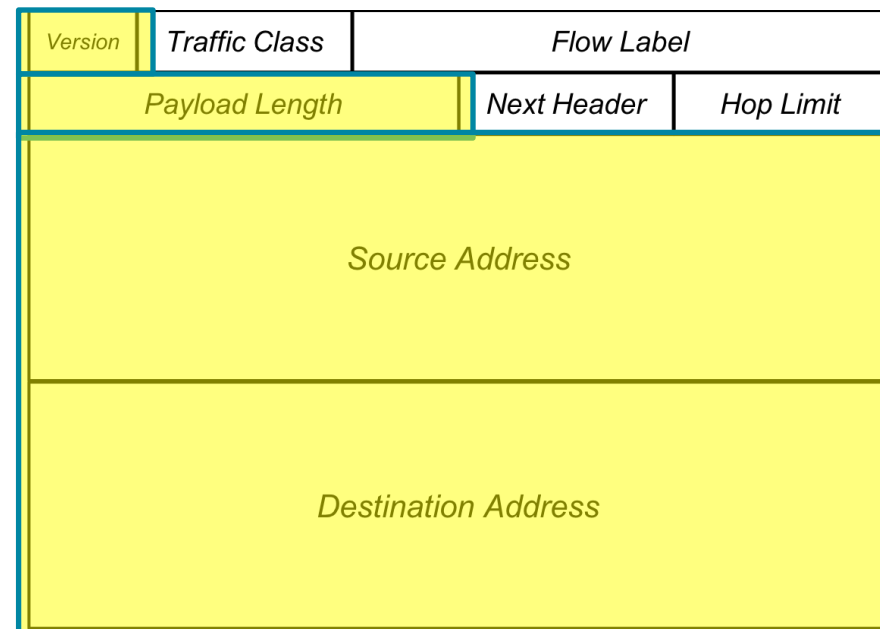 Version Traffic Class Flow Label
Payload Length Next Header Hop Limit
Source Address
Destination Address